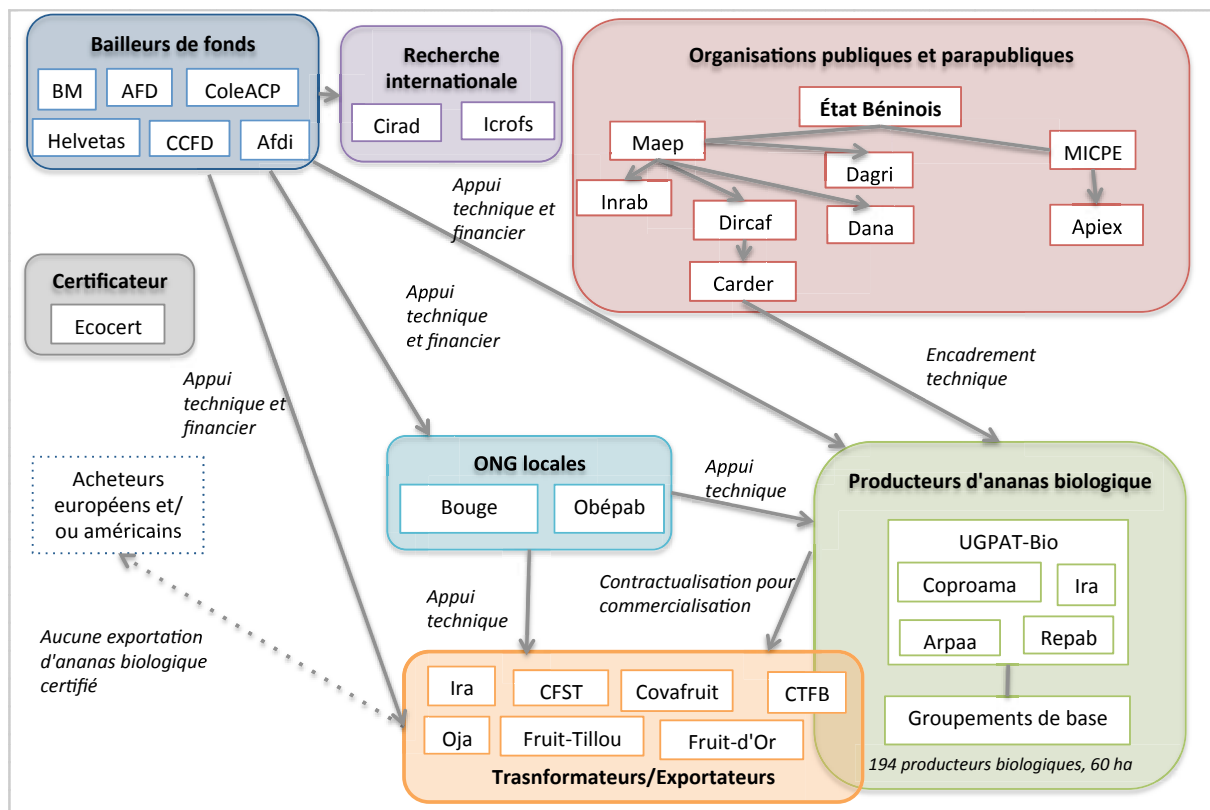 Bailleurs de fonds
BM
AFD
ColeACP
Helvetas
CCFD
Afdi
Recherche
internationale
Cirad
Icrofs
Organisations publiques et parapubliques
État Béninois
Maep
MICPE
Dagri
Inrab
Dircaf
Dana
Apiex
Carder
Appui
technique et
financier
Certificateur
Ecocert
Appui
technique
et financier
Encadrement
technique
Appui
technique et
financier
ONG locales
Bouge
Obépab
Appui
technique
Acheteurs
européens et/
ou américains
Producteurs d'ananas biologique
UGPAT-Bio
Coproama
Ira
Arpaa
Repab
Groupements de base
194 producteurs biologiques, 60 ha
Appui
technique
Contractualisation pour
commercialisation
Aucune exportation
d'ananas biologique
certifié
Ira
CFST
Covafruit
CTFB
Oja
Fruit-Tillou
Fruit-d'Or
Trasnformateurs/Exportateurs